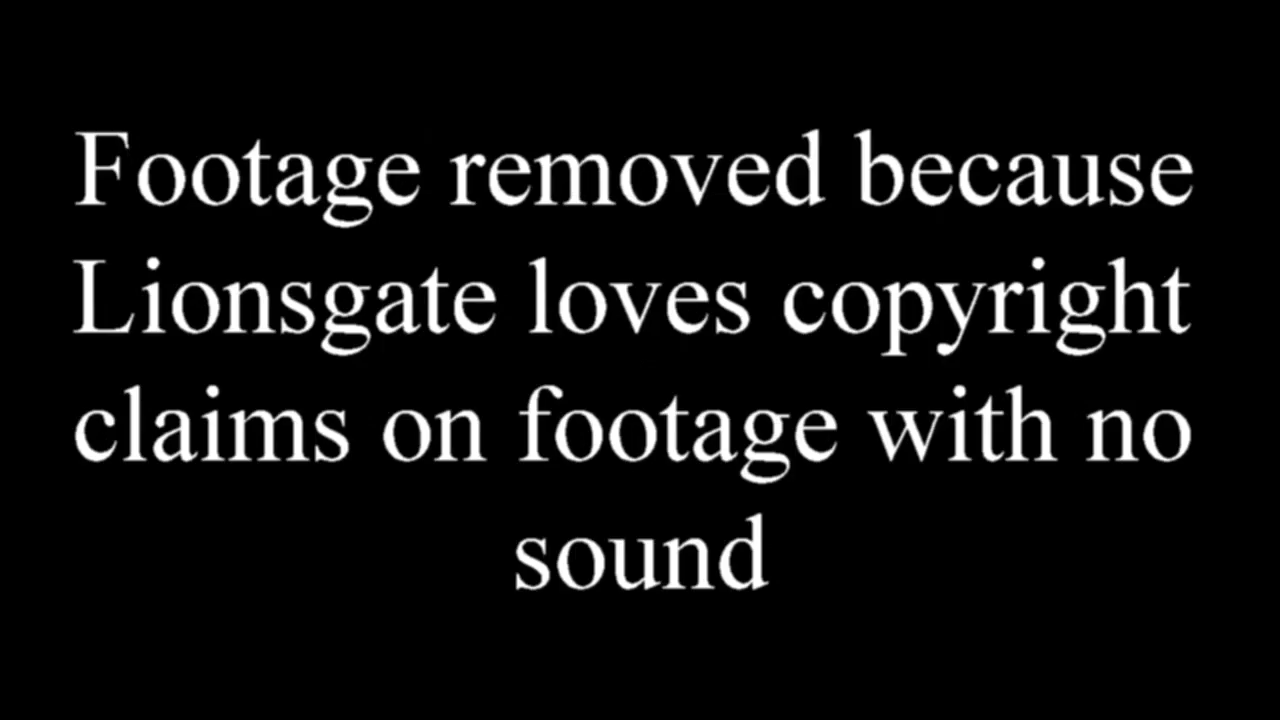 Footage removed because
Lionsgate loves copyright
claims on footage with no
sound